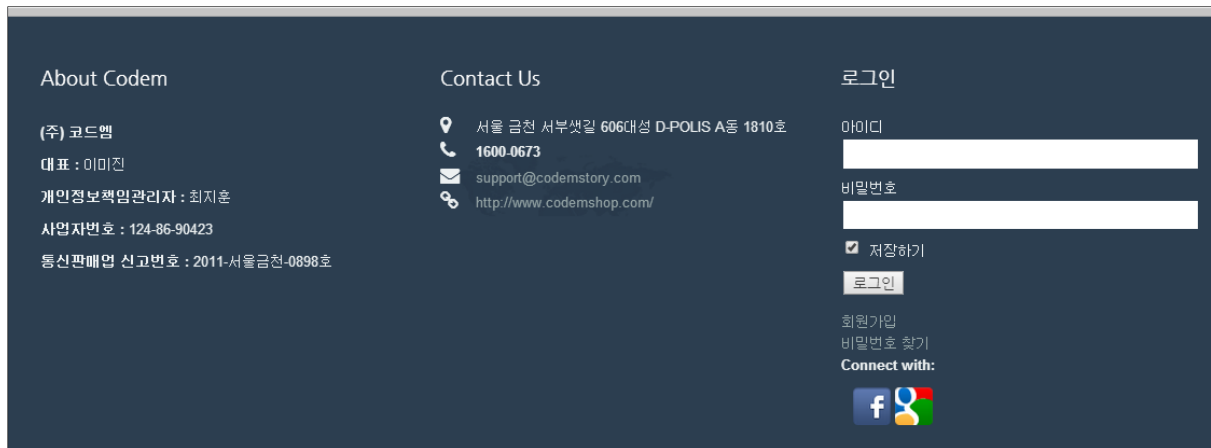 About Codem
(주) 코드엠
대표 : 이미진
개인정보책임관리자 : 최지훈
사업자번호 : 124-86-90423
통신판매업 신고번호 : 2011-서울금천-0898호
Contact Us
서울 금천 서부샛길 606대성 D-POLIS A동 1810호
1600-0673
support@codemstory.com
http://www.codemshop.com/
로그인
아이디
비밀번호
저장하기
로그인
회원가입
비밀번호 찾기
Connect with: